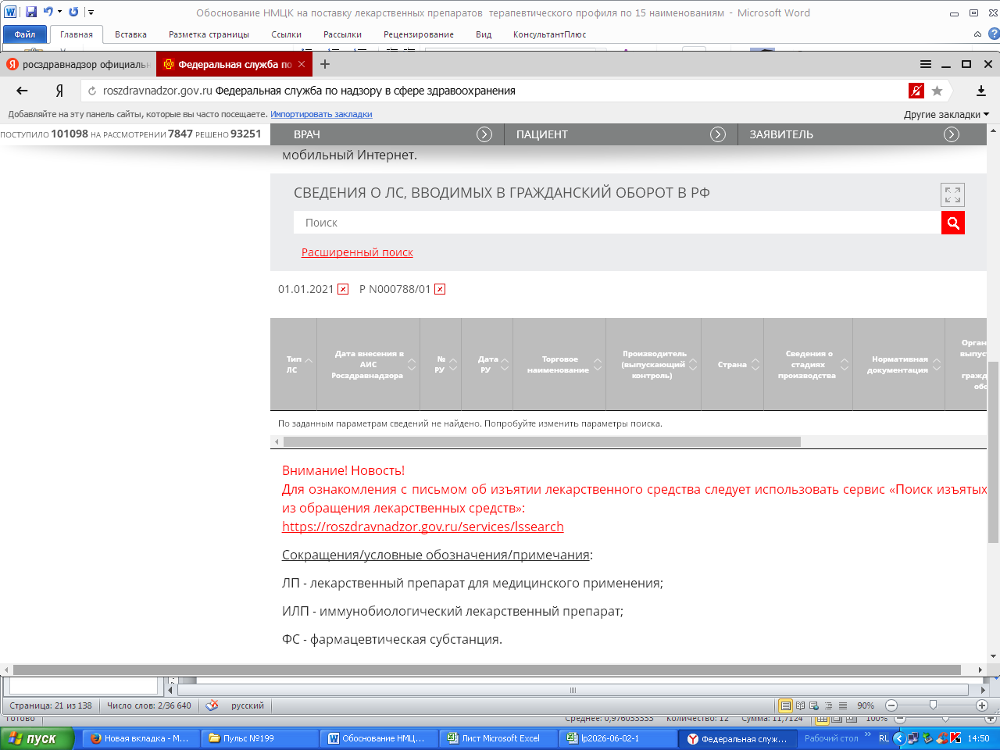 Обоснование НМЦК на поставку лекарственных препаратов  терапевтического профиля по 15 наименованиям - Microsoft Word
Файл Главная Вставка Разметка страницы Ссылки Рассылки Рецензирование Вид КонсультантПлюс
росздравнадзор официальн Федеральная служба по
roszdravnadzor.gov.ru Федеральная служба по надзору в сфере здравоохранения
Добавляйте на эту панель сайты, которые вы часто посещаете. Импортировать закладки Другие закладки
ПОСТУПИЛО 101098 НА РАССМОТРЕНИИ 7847 РЕШЕНО 93251 ВРАЧ ПАЦИЕНТ ЗАЯВИТЕЛЬ
мобильный Интернет.
СВЕДЕНИЯ О ЛС, ВВОДИМЫХ В ГРАЖДАНСКИЙ ОБОРОТ В РФ
Поиск
Расширенный поиск
01.01.2021 Р N000788/01
Тип ЛС
Дата внесения в АИС Росздравнадзора
№ РУ
Дата РУ
Торговое наименование
Производитель (выпускающий контроль)
Страна
Сведения о стадиях производства
Нормативная документация
По заданным параметрам сведений не найдено. Попробуйте изменить параметры поиска.
Внимание! Новость!
Для ознакомления с письмом об изъятии лекарственного средства следует использовать сервис «Поиск изъятых
из обращения лекарственных средств»:
https://roszdravnadzor.gov.ru/services/lssearch
Сокращения/условные обозначения/примечания:
ЛП - лекарственный препарат для медицинского применения;
ИЛП - иммунобиологический лекарственный препарат;
ФС - фармацевтическая субстанция.
Страница: 21 из 138 Число слов: 2/36 640 русский 90%
Готово Среднее: 0,976033333 Количество: 12 Сумма: 11,7124 100%
пуск Новая вкладка - M... Пульс №199 Обоснование НМЦ... Лист Microsoft Excel lp2026-06-02-1 Федеральная служ... Рабочий стол RL 14:50